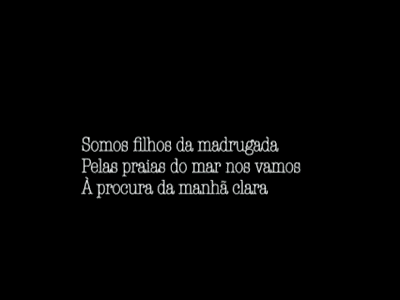 Somos filhos da madrugada
Pelas praias do mar nos vamos
À procura da manhã clara